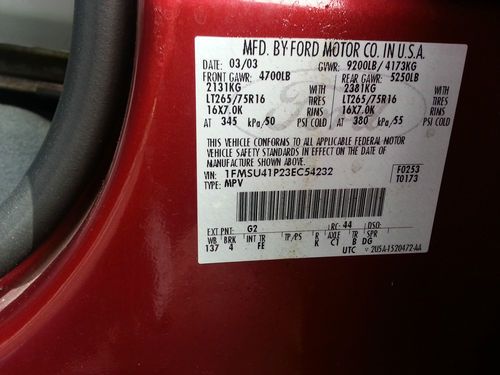 MFD. BY FORD MOTOR CO. IN U.S.A.
DATE: 03/03 GVWR: 9200LB/ 4173KG
FRONT GAWR: 4700LB REAR GAWR: 5250LB
2131KG WITH 2381KG WITH
LT265/75R16 TIRES LT265/75R16 TIRES
16X7.0K RIMS 16X7.0K RIMS
AT 345 kPa/50 PSI COLD AT 380 kPa/55 PSI COLD
Ford
THIS VEHICLE CONFORMS TO ALL APPLICABLE FEDERAL MOTOR
VEHICLE SAFETY STANDARDS IN EFFECT ON THE DATE OF
MANUFACTURE SHOWN ABOVE.
VIN: 1FMSU41P23EC54232 F0253
TYPE: MPV T0173
EXT PNT: G2 RC: 44 DSO:
WB BRK INT TR TP/PS R AXLE TR SPR
137 4 FE K C1 B DG
UTC 2U5A-1520472-AA